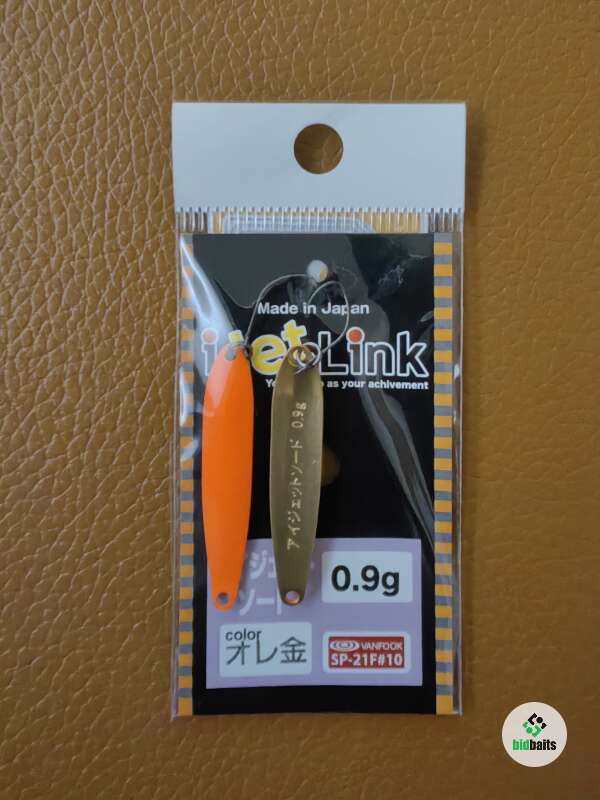 Made in Japan
Link
as your achivement
アイジェットソード 0.9g
ソード
0.9g
color
オレ金
VANFOOK
SP-21F#10
bidbaits